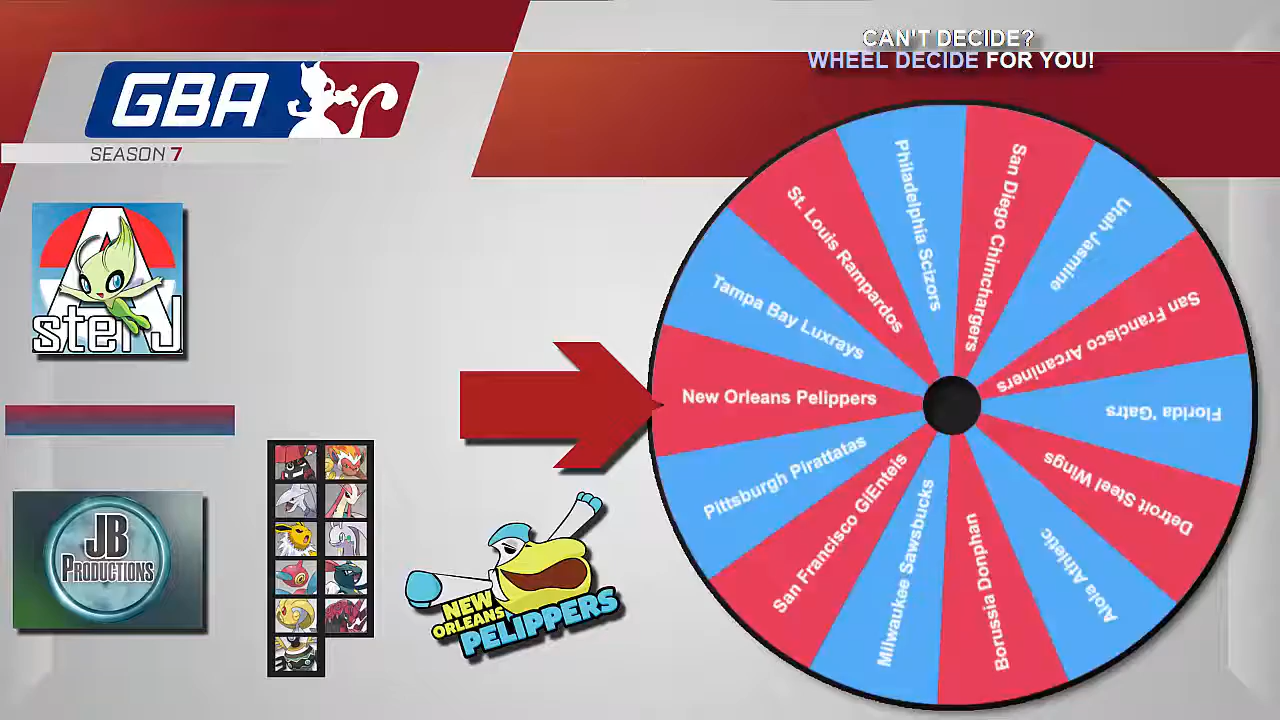 CAN'T DECIDE?
WHEEL DECIDE FOR YOU!
GBA
SEASON 7
A
sterJ
JB
PRODUCTIONS
NEW
ORLEANS
PELIPPERS
Philadelphia Scizors
San Diego Chimchargers
Utah Jasmine
San Francisco Arcaniners
Florida 'Gatrs
Detroit Steel Wings
Alola Athletic
Borussia Donphan
Milwaukee Sawsbucks
San Francisco GiEnteis
Pittsburgh Pirattatas
New Orleans Pelippers
Tampa Bay Luxrays
St. Louis Rampardos